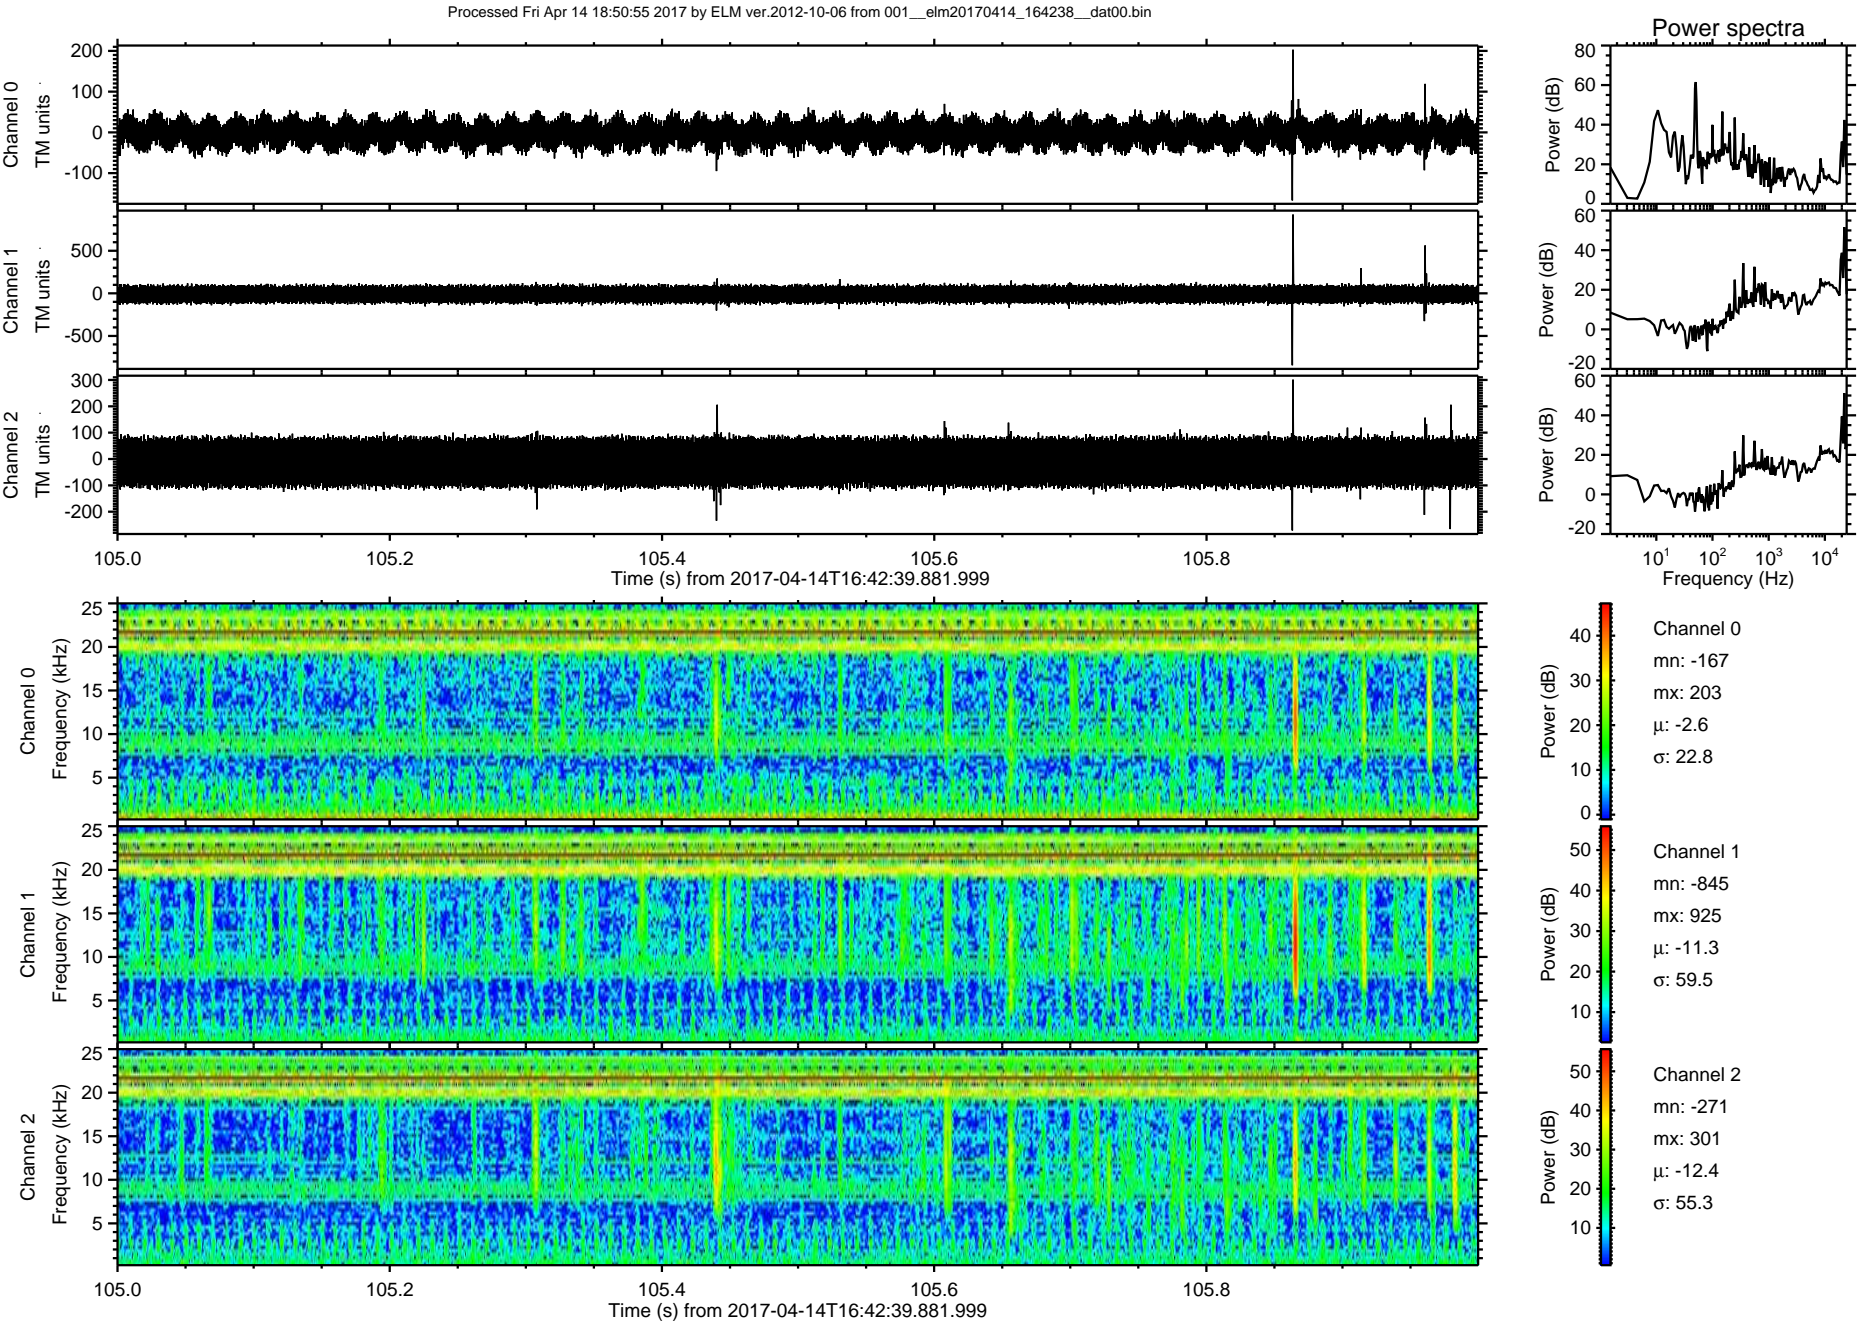 Processed Fri Apr 14 18:50:55 2017 by ELM ver.2012-10-06 from 001__elm20170414_164238__dat00.bin
Power spectra
Channel 0
TM units
200
100
0
-100
Power (dB)
80
60
40
20
0
Channel 1
TM units
500
0
-500
Power (dB)
60
40
20
0
-20
Channel 2
TM units
300
200
100
0
-100
-200
Power (dB)
60
40
20
0
-20
105.0 105.2 105.4 105.6 105.8
Time (s) from 2017-04-14T16:42:39.881.999
10^1 10^2 10^3 10^4
Frequency (Hz)
Channel 0
Frequency (kHz)
25
20
15
10
5
Power (dB)
40
30
20
10
0
Channel 0
mn: -167
mx: 203
μ: -2.6
σ: 22.8
Channel 1
Frequency (kHz)
25
20
15
10
5
Power (dB)
50
40
30
20
10
Channel 1
mn: -845
mx: 925
μ: -11.3
σ: 59.5
Channel 2
Frequency (kHz)
25
20
15
10
5
Power (dB)
50
40
30
20
10
Channel 2
mn: -271
mx: 301
μ: -12.4
σ: 55.3
105.0 105.2 105.4 105.6 105.8
Time (s) from 2017-04-14T16:42:39.881.999